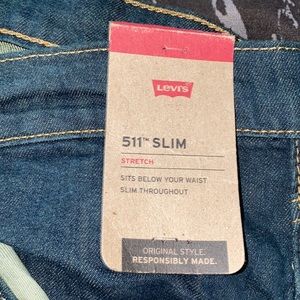 Levi's
511™ SLIM
STRETCH
SITS BELOW YOUR WAIST
SLIM THROUGHOUT
ORIGINAL STYLE.
RESPONSIBLY MADE.